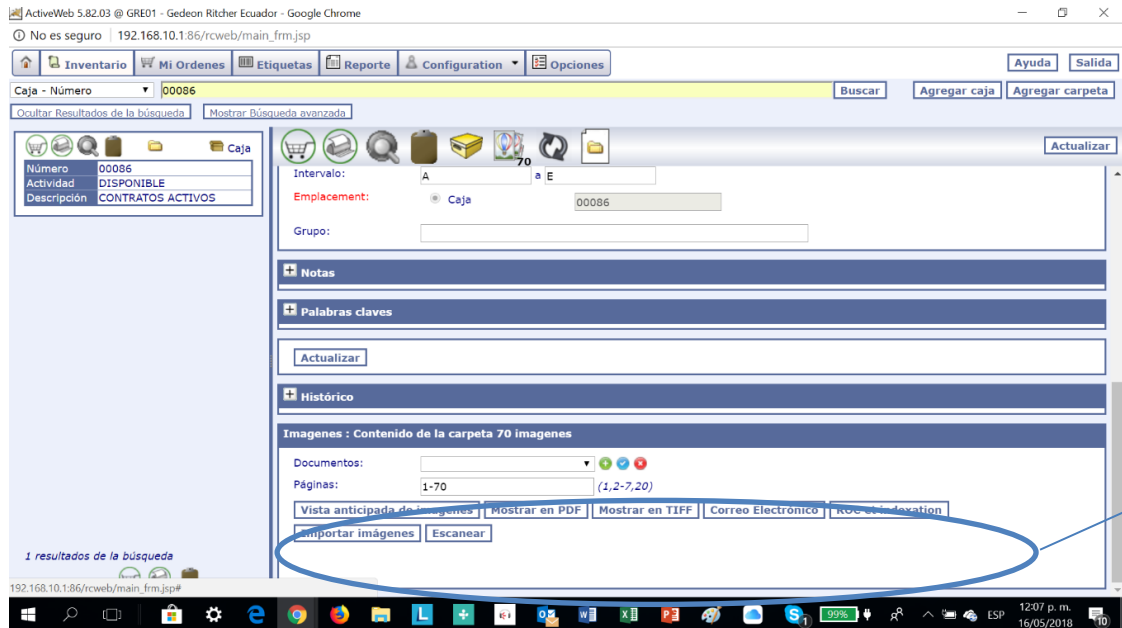 ActiveWeb 5.82.03 @ GRE01 - Gedeon Ritcher Ecuador - Google Chrome
No es seguro | 192.168.10.1:86/rcweb/main_frm.jsp
Inventario Mi Ordenes Etiquetas Reporte Configuration Opciones Ayuda Salida
Caja - Número 00086 Buscar Agregar caja Agregar carpeta
Ocultar Resultados de la búsqueda Mostrar Búsqueda avanzada
Caja 70 Actualizar
Número 00086
Actividad DISPONIBLE
Descripción CONTRATOS ACTIVOS
Intervalo: A a E
Emplacement: Caja 00086
Grupo:
Notas
Palabras claves
Actualizar
Histórico
Imagenes : Contenido de la carpeta 70 imagenes
Documentos:
Páginas: 1-70 (1,2-7,20)
Vista anticipada de imagenes Mostrar en PDF Mostrar en TIFF Correo Electrónico ROC et indexation
Importar imágenes Escanear
1 resultados de la búsqueda
192.168.10.1:86/rcweb/main_frm.jsp#
99% ESP 12:07 p. m.
16/05/2018 10